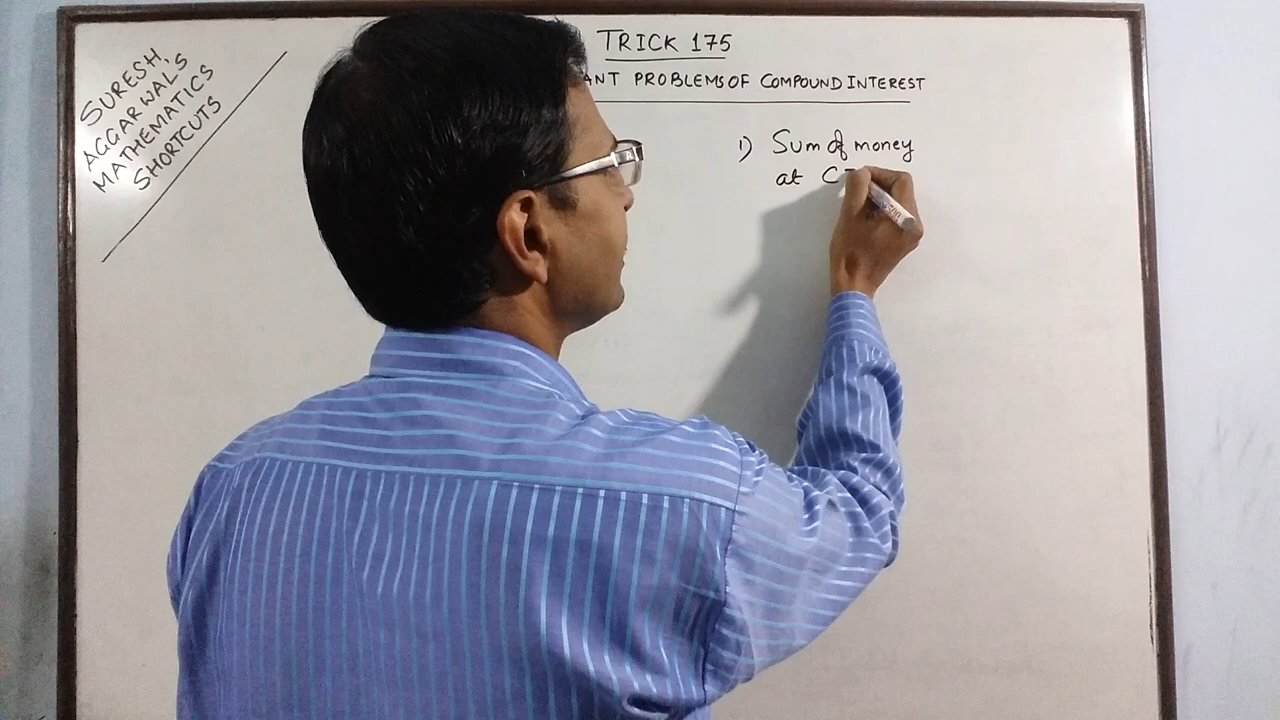 SURESH
AGGARWAL'S
MATHEMATICS
SHORTCUTS
TRICK 175
PROBLEMS OF COMPOUND INTEREST
1) Sum of money
at